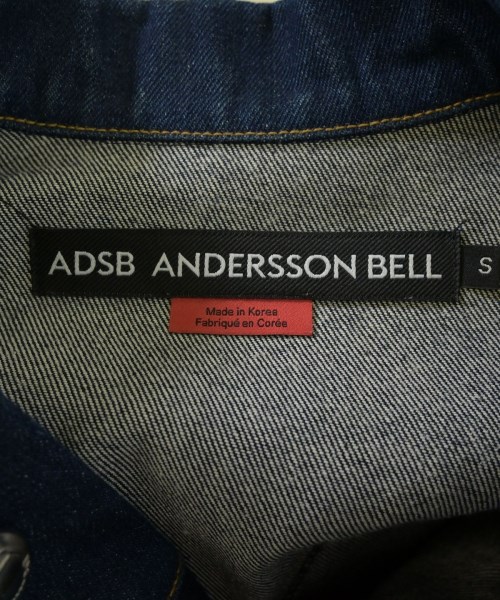 ADSB ANDERSSON BELL
S
Made in Korea
Fabriqué en Corée